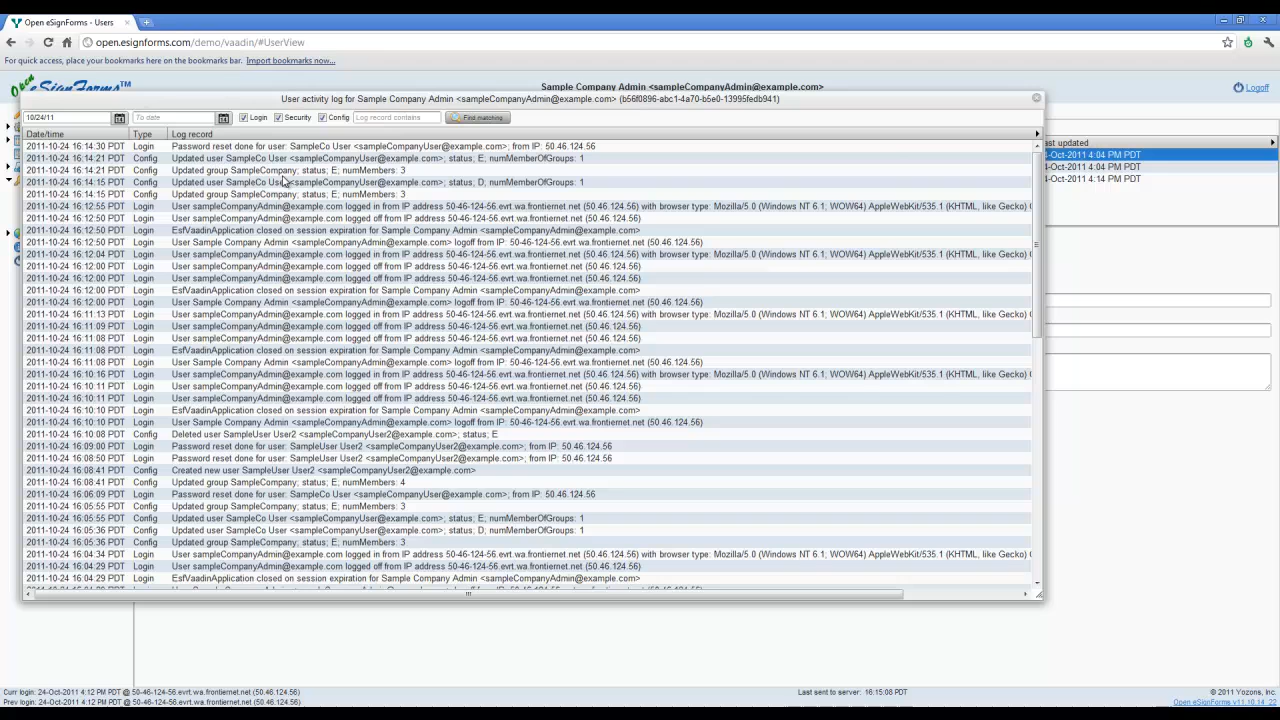 Open eSignForms - Users
open.esignforms.com/demo/vaadin/#UserView
For quick access, place your bookmarks here on the bookmarks bar. Import bookmarks now...
Open eSignForms™
Sample Company Admin (sampleCompanyAdmin@example.com)
Logoff
User activity log for Sample Company Admin <sampleCompanyAdmin@example.com> (b56f0896-abc1-4a70-b5e0-13995fedb941)
10/24/11 To date Login Security Config Log record contains Find matching
Date/time Type Log record
2011-10-24 16:14:30 PDT Login Password reset done for user: SampleCo User <sampleCompanyUser@example.com>; from IP: 50.46.124.56
2011-10-24 16:14:21 PDT Config Updated user SampleCo User <sampleCompanyUser@example.com>; status; E; numMemberOfGroups: 1
2011-10-24 16:14:21 PDT Config Updated group SampleCompany; status; E; numMembers: 3
2011-10-24 16:14:15 PDT Config Updated user SampleCo User <sampleCompanyUser@example.com>; status; D; numMemberOfGroups: 1
2011-10-24 16:14:15 PDT Config Updated group SampleCompany; status; E; numMembers: 3
2011-10-24 16:12:55 PDT Login User sampleCompanyAdmin@example.com logged in from IP address 50-46-124-56.evrt.wa.frontiernet.net (50.46.124.56) with browser type: Mozilla/5.0 (Windows NT 6.1; WOW64) AppleWebKit/535.1 (KHTML, like Gecko) C
2011-10-24 16:12:50 PDT Login User sampleCompanyAdmin@example.com logged off from IP address 50-46-124-56.evrt.wa.frontiernet.net (50.46.124.56)
2011-10-24 16:12:50 PDT Login EsfVaadinApplication closed on session expiration for Sample Company Admin <sampleCompanyAdmin@example.com>
2011-10-24 16:12:50 PDT Login User Sample Company Admin <sampleCompanyAdmin@example.com> logoff from IP: 50-46-124-56.evrt.wa.frontiernet.net (50.46.124.56)
2011-10-24 16:12:04 PDT Login User sampleCompanyAdmin@example.com logged in from IP address 50-46-124-56.evrt.wa.frontiernet.net (50.46.124.56) with browser type: Mozilla/5.0 (Windows NT 6.1; WOW64) AppleWebKit/535.1 (KHTML, like Gecko) C
2011-10-24 16:12:00 PDT Login User sampleCompanyAdmin@example.com logged off from IP address 50-46-124-56.evrt.wa.frontiernet.net (50.46.124.56)
2011-10-24 16:12:00 PDT Login User sampleCompanyAdmin@example.com logged off from IP address 50-46-124-56.evrt.wa.frontiernet.net (50.46.124.56)
2011-10-24 16:12:00 PDT Login EsfVaadinApplication closed on session expiration for Sample Company Admin <sampleCompanyAdmin@example.com>
2011-10-24 16:12:00 PDT Login User Sample Company Admin <sampleCompanyAdmin@example.com> logoff from IP: 50-46-124-56.evrt.wa.frontiernet.net (50.46.124.56)
2011-10-24 16:11:13 PDT Login User sampleCompanyAdmin@example.com logged in from IP address 50-46-124-56.evrt.wa.frontiernet.net (50.46.124.56) with browser type: Mozilla/5.0 (Windows NT 6.1; WOW64) AppleWebKit/535.1 (KHTML, like Gecko) C
2011-10-24 16:11:09 PDT Login User sampleCompanyAdmin@example.com logged off from IP address 50-46-124-56.evrt.wa.frontiernet.net (50.46.124.56)
2011-10-24 16:11:08 PDT Login User sampleCompanyAdmin@example.com logged off from IP address 50-46-124-56.evrt.wa.frontiernet.net (50.46.124.56)
2011-10-24 16:11:08 PDT Login EsfVaadinApplication closed on session expiration for Sample Company Admin <sampleCompanyAdmin@example.com>
2011-10-24 16:11:08 PDT Login User Sample Company Admin <sampleCompanyAdmin@example.com> logoff from IP: 50-46-124-56.evrt.wa.frontiernet.net (50.46.124.56)
2011-10-24 16:10:16 PDT Login User sampleCompanyAdmin@example.com logged in from IP address 50-46-124-56.evrt.wa.frontiernet.net (50.46.124.56) with browser type: Mozilla/5.0 (Windows NT 6.1; WOW64) AppleWebKit/535.1 (KHTML, like Gecko) C
2011-10-24 16:10:11 PDT Login User sampleCompanyAdmin@example.com logged off from IP address 50-46-124-56.evrt.wa.frontiernet.net (50.46.124.56)
2011-10-24 16:10:11 PDT Login User sampleCompanyAdmin@example.com logged off from IP address 50-46-124-56.evrt.wa.frontiernet.net (50.46.124.56)
2011-10-24 16:10:10 PDT Login EsfVaadinApplication closed on session expiration for Sample Company Admin <sampleCompanyAdmin@example.com>
2011-10-24 16:10:10 PDT Login User Sample Company Admin <sampleCompanyAdmin@example.com> logoff from IP: 50-46-124-56.evrt.wa.frontiernet.net (50.46.124.56)
2011-10-24 16:10:08 PDT Config Deleted user SampleUser User2 <sampleCompanyUser2@example.com>; status; E
2011-10-24 16:09:00 PDT Login Password reset done for user: SampleUser User2 <sampleCompanyUser2@example.com>; from IP: 50.46.124.56
2011-10-24 16:08:50 PDT Login Password reset done for user: SampleUser User2 <sampleCompanyUser2@example.com>; from IP: 50.46.124.56
2011-10-24 16:08:41 PDT Config Created new user SampleUser User2 <sampleCompanyUser2@example.com>
2011-10-24 16:08:41 PDT Config Updated group SampleCompany; status; E; numMembers: 4
2011-10-24 16:06:09 PDT Login Password reset done for user: SampleCo User <sampleCompanyUser@example.com>; from IP: 50.46.124.56
2011-10-24 16:05:55 PDT Config Updated group SampleCompany; status; E; numMembers: 3
2011-10-24 16:05:55 PDT Config Updated user SampleCo User <sampleCompanyUser@example.com>; status; E; numMemberOfGroups: 1
2011-10-24 16:05:36 PDT Config Updated user SampleCo User <sampleCompanyUser@example.com>; status; D; numMemberOfGroups: 1
2011-10-24 16:05:36 PDT Config Updated group SampleCompany; status; E; numMembers: 3
2011-10-24 16:04:34 PDT Login User sampleCompanyAdmin@example.com logged in from IP address 50-46-124-56.evrt.wa.frontiernet.net (50.46.124.56) with browser type: Mozilla/5.0 (Windows NT 6.1; WOW64) AppleWebKit/535.1 (KHTML, like Gecko) C
2011-10-24 16:04:29 PDT Login User sampleCompanyAdmin@example.com logged off from IP address 50-46-124-56.evrt.wa.frontiernet.net (50.46.124.56)
2011-10-24 16:04:29 PDT Login EsfVaadinApplication closed on session expiration for Sample Company Admin <sampleCompanyAdmin@example.com>
ast updated
4-Oct-2011 4:04 PM PDT
4-Oct-2011 4:04 PM PDT
4-Oct-2011 4:14 PM PDT
Curr login: 24-Oct-2011 4:12 PM PDT @ 50-46-124-56.evrt.wa.frontiernet.net (50.46.124.56)
Prev login: 24-Oct-2011 4:12 PM PDT @ 50-46-124-56.evrt.wa.frontiernet.net (50.46.124.56)
Last sent to server: 16:15:08 PDT
© 2011 Yozons, Inc.
Open eSignForms v11.10.14_22